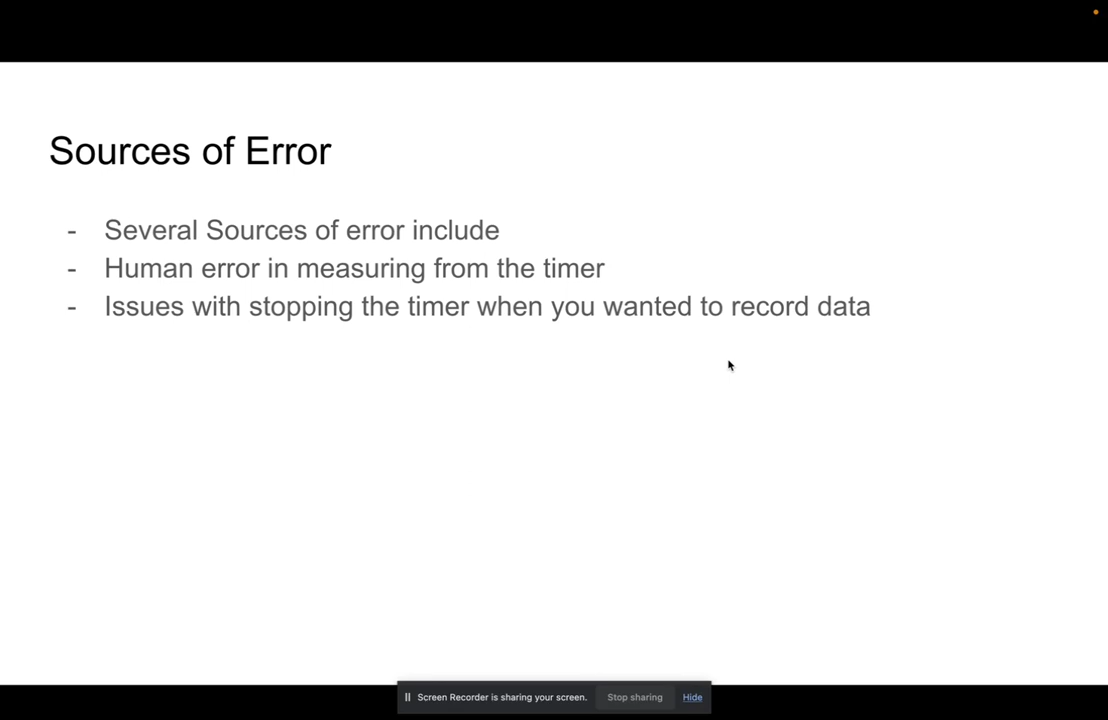 Sources of Error
- Several Sources of error include
- Human error in measuring from the timer
- Issues with stopping the timer when you wanted to record data
Screen Recorder is sharing your screen. Stop sharing Hide